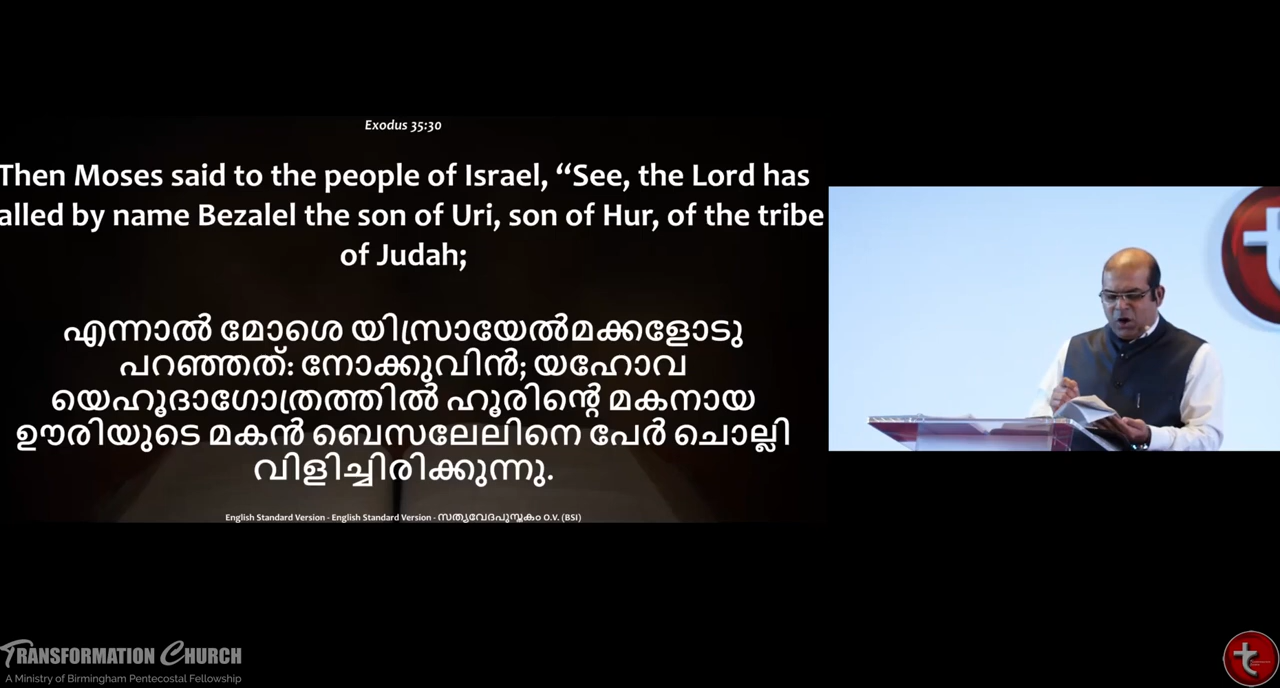 Exodus 35:30
Then Moses said to the people of Israel, “See, the Lord has
alled by name Bezalel the son of Uri, son of Hur, of the tribe
of Judah;
എന്നാൽ മോശെ യിസ്രായേൽമക്കളോടു
പറഞ്ഞത്: നോക്കുവിൻ; യഹോവ
യെഹൂദാഗോത്രത്തിൽ ഹൂരിന്റെ മകനായ
ഊരിയുടെ മകൻ ബെസലേലിനെ പേർ ചൊല്ലി
വിളിച്ചിരിക്കുന്നു.
English Standard Version - English Standard Version - സത്യവേദപുസ്തകം O.V. (BSI)
TRANSFORMATION CHURCH
A Ministry of Birmingham Pentecostal Fellowship